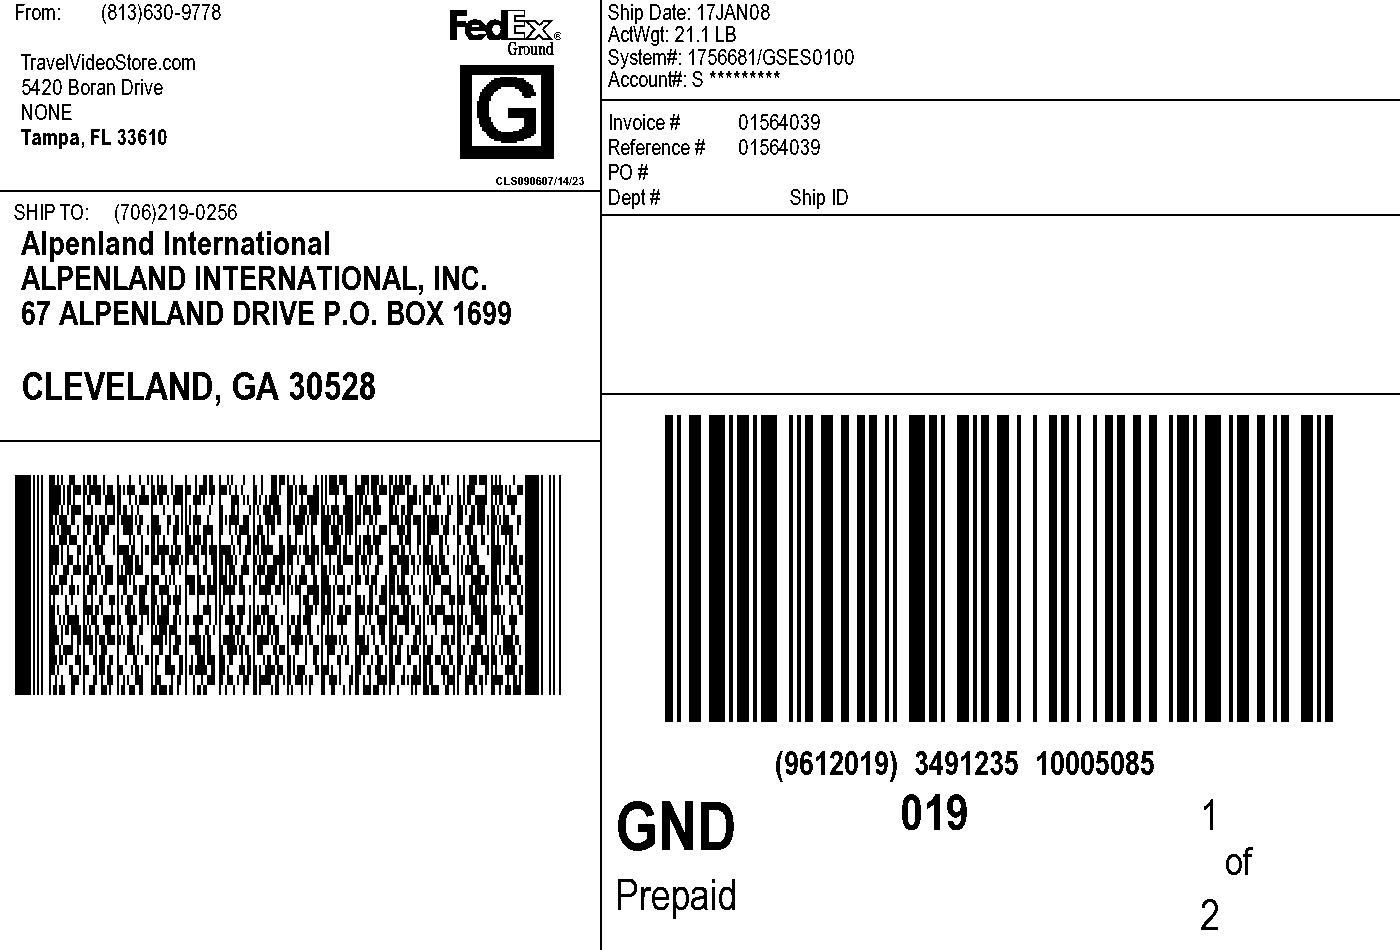 From: (813)630-9778
TravelVideoStore.com
5420 Boran Drive
NONE
Tampa, FL 33610
FedEx®
Ground
G
CLS090607/14/23
SHIP TO: (706)219-0256
Alpenland International
ALPENLAND INTERNATIONAL, INC.
67 ALPENLAND DRIVE P.O. BOX 1699
CLEVELAND, GA 30528
Ship Date: 17JAN08
ActWgt: 21.1 LB
System#: 1756681/GSES0100
Account#: S *********
Invoice # 01564039
Reference # 01564039
PO #
Dept # Ship ID
(9612019) 3491235 10005085
GND 019 1
of
Prepaid 2